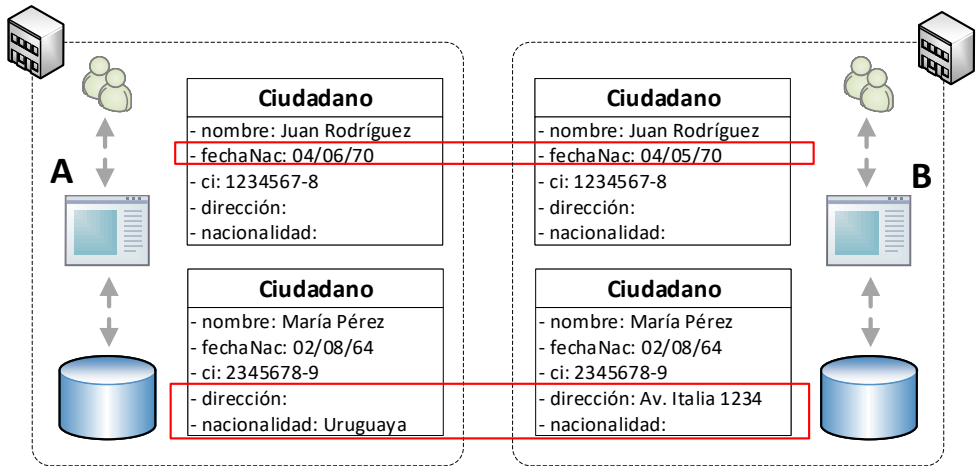 A
Ciudadano
- nombre: Juan Rodríguez
- fechaNac: 04/06/70
- ci: 1234567-8
- dirección:
- nacionalidad:
Ciudadano
- nombre: María Pérez
- fechaNac: 02/08/64
- ci: 2345678-9
- dirección:
- nacionalidad: Uruguaya
Ciudadano
- nombre: Juan Rodríguez
- fechaNac: 04/05/70
- ci: 1234567-8
- dirección:
- nacionalidad:
Ciudadano
- nombre: María Pérez
- fechaNac: 02/08/64
- ci: 2345678-9
- dirección: Av. Italia 1234
- nacionalidad:
B